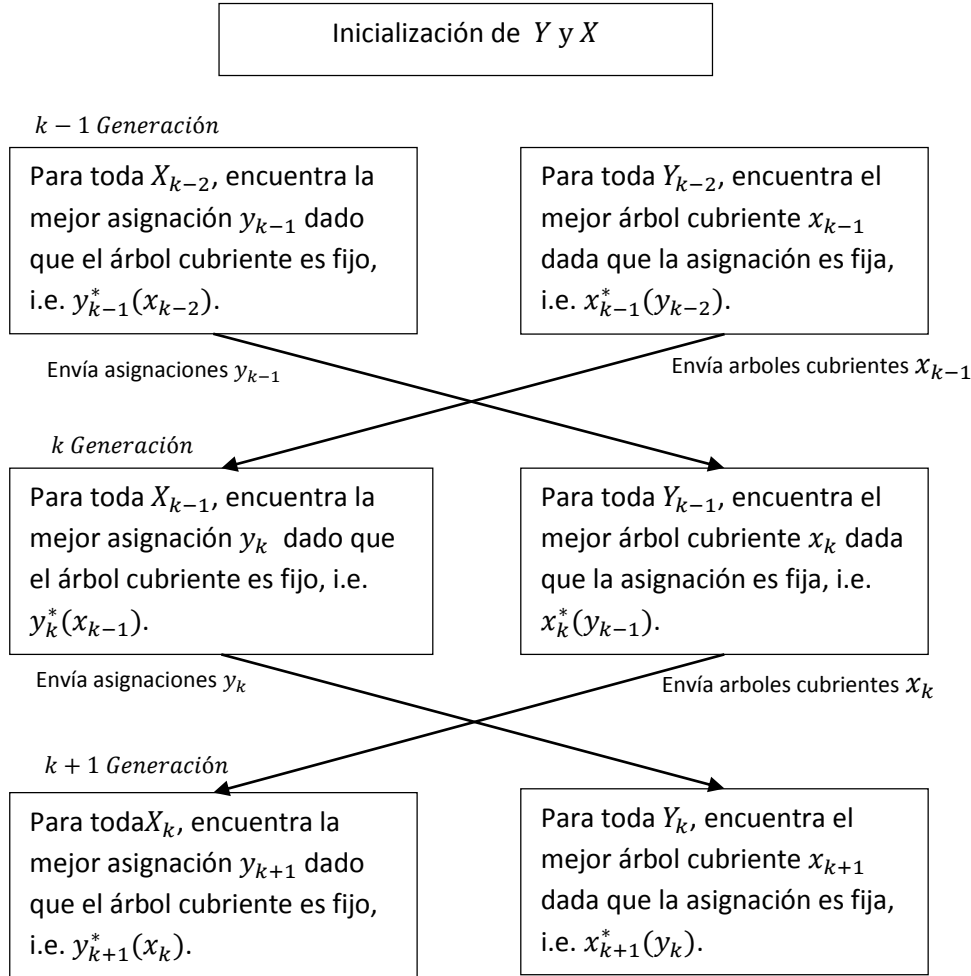 Inicialización de Y y X
k − 1 Generación
Para toda X_{k−2}, encuentra la
mejor asignación y_{k−1} dado
que el árbol cubriente es fijo,
i.e. y*_{k−1}(x_{k−2}).
Para toda Y_{k−2}, encuentra el
mejor árbol cubriente x_{k−1}
dada que la asignación es fija,
i.e. x*_{k−1}(y_{k−2}).
Envía asignaciones y_{k−1}
Envía arboles cubrientes x_{k−1}
k Generación
Para toda X_{k−1}, encuentra la
mejor asignación y_k dado que
el árbol cubriente es fijo, i.e.
y*_k(x_{k−1}).
Para toda Y_{k−1}, encuentra el
mejor árbol cubriente x_k dada
que la asignación es fija, i.e.
x*_k(y_{k−1}).
Envía asignaciones y_k
Envía arboles cubrientes x_k
k + 1 Generación
Para todaX_k, encuentra la
mejor asignación y_{k+1} dado
que el árbol cubriente es fijo,
i.e. y*_{k+1}(x_k).
Para toda Y_k, encuentra el
mejor árbol cubriente x_{k+1}
dada que la asignación es fija,
i.e. x*_{k+1}(y_k).